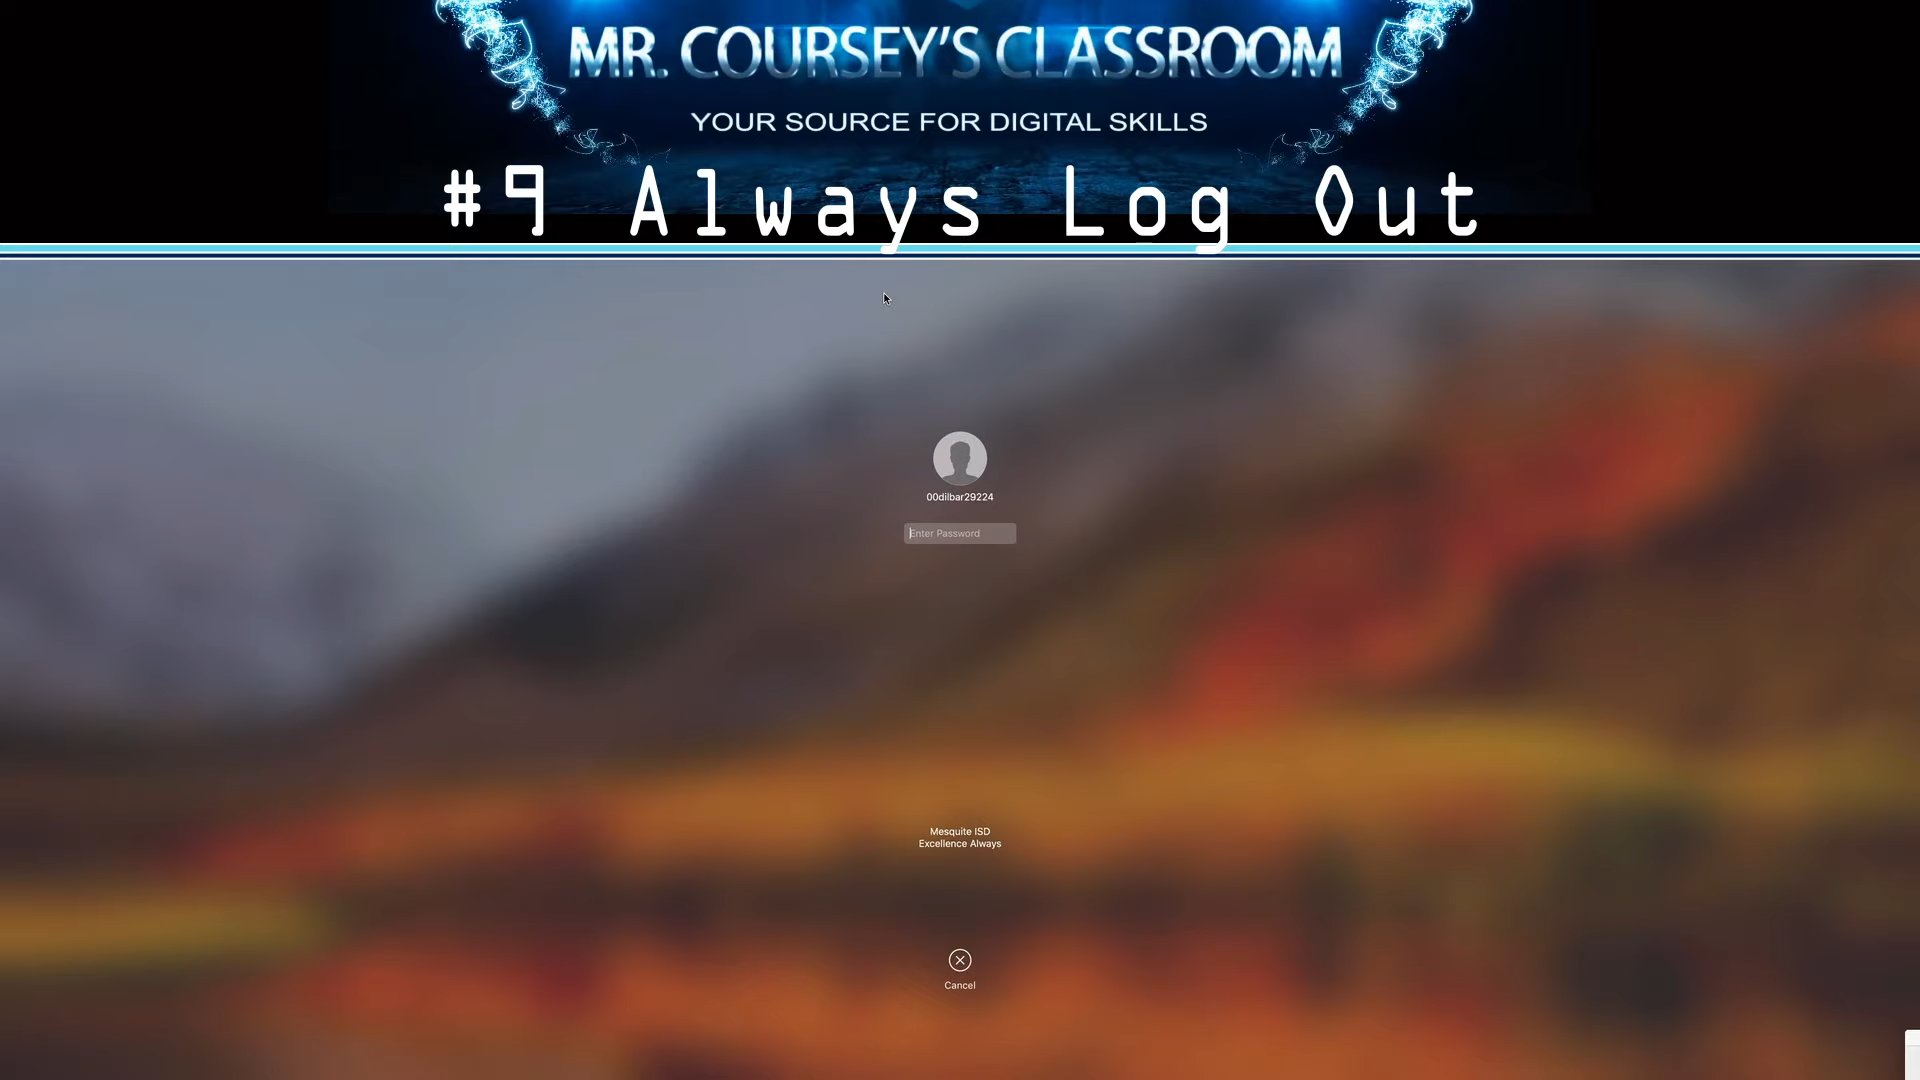 MR. COURSEY'S CLASSROOM
YOUR SOURCE FOR DIGITAL SKILLS
#9 Always Log Out
00dilbar29224
Enter Password
Mesquite ISD
Excellence Always
Cancel